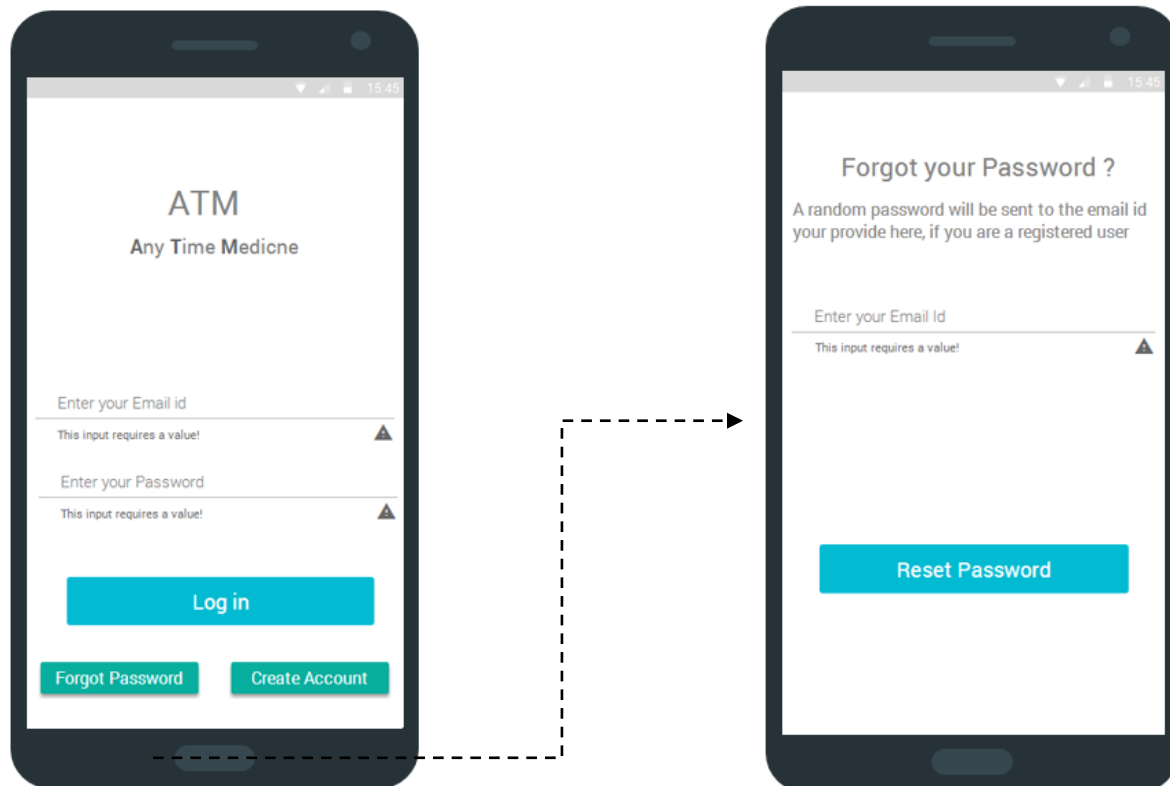 15:45
ATM
Any Time Medicne
Enter your Email id
This input requires a value!
Enter your Password
This input requires a value!
Log in
Forgot Password
Create Account
15:45
Forgot your Password ?
A random password will be sent to the email id
your provide here, if you are a registered user
Enter your Email Id
This input requires a value!
Reset Password